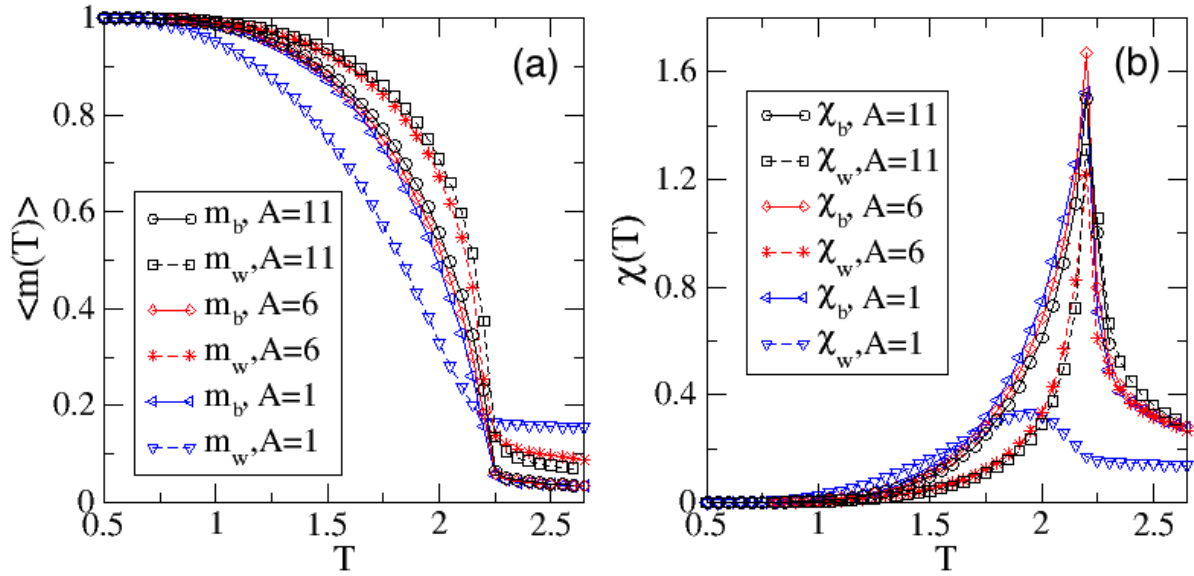 (a)
<m(T)>
1
0.8
0.6
0.4
0.2
0
m_b, A=11
m_w,A=11
m_b, A=6
m_w,A=6
m_b, A=1
m_w,A=1
0.5 1 1.5 2 2.5
T
(b)
χ(T)
1.6
1.2
0.8
0.4
0
χ_b, A=11
χ_w, A=11
χ_b, A=6
χ_w, A=6
χ_b, A=1
χ_w, A=1
0.5 1 1.5 2 2.5
T